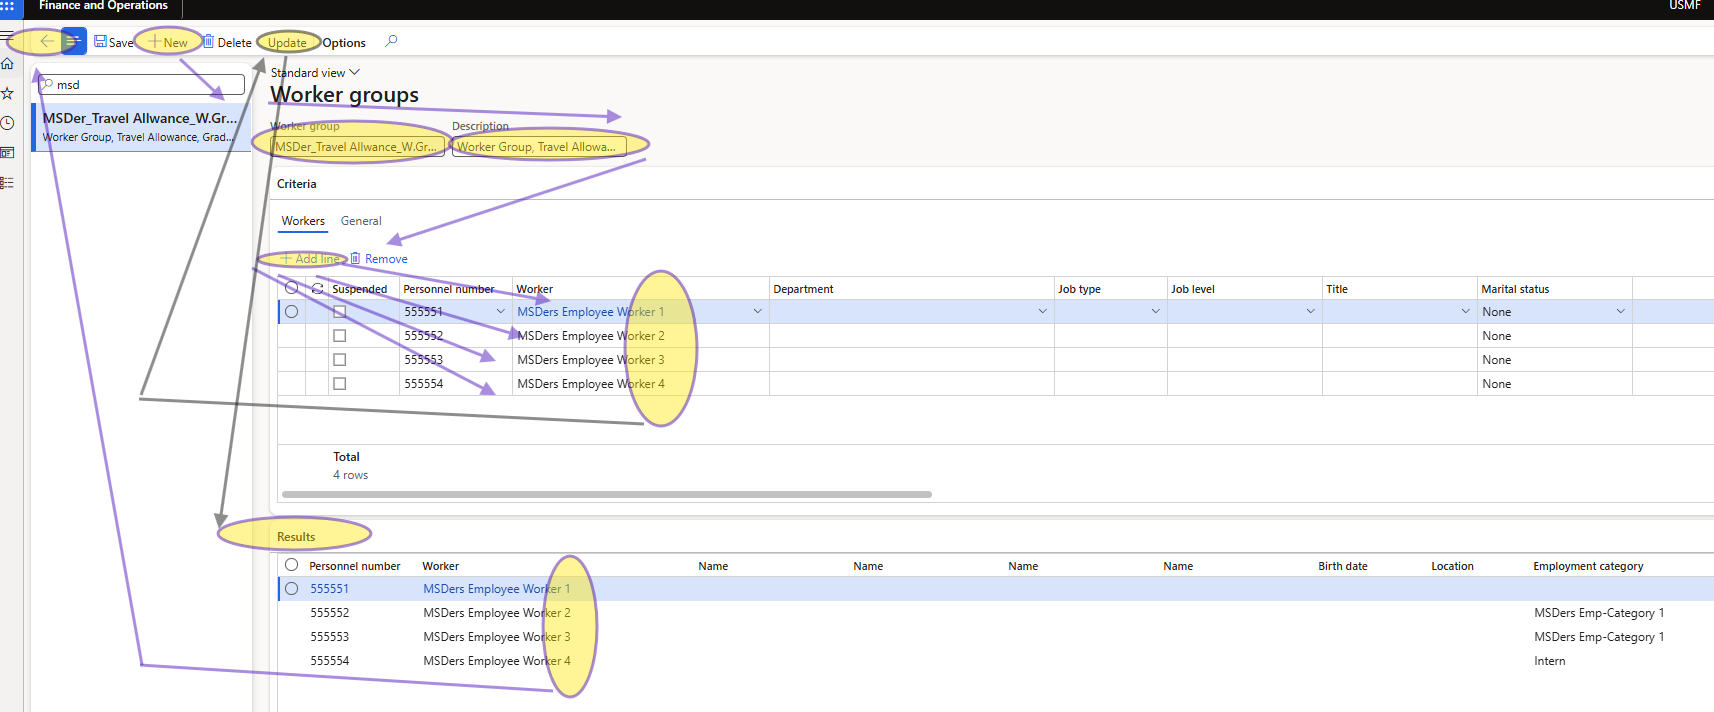 Finance and Operations USMF
Save New Delete Update Options
msd
MSDer_Travel Allwance_W.Gr...
Worker Group, Travel Allowance, Grad...
Standard view
Worker groups
Worker group Description
MSDer_Travel Allwance_W.Gr... Worker Group, Travel Allowa...
Criteria
Workers General
Add line Remove
Suspended Personnel number Worker Department Job type Job level Title Marital status
555551 MSDers Employee Worker 1 None
555552 MSDers Employee Worker 2 None
555553 MSDers Employee Worker 3 None
555554 MSDers Employee Worker 4 None
Total
4 rows
Results
Personnel number Worker Name Name Name Name Birth date Location Employment category
555551 MSDers Employee Worker 1
555552 MSDers Employee Worker 2 MSDers Emp-Category 1
555553 MSDers Employee Worker 3 MSDers Emp-Category 1
555554 MSDers Employee Worker 4 Intern